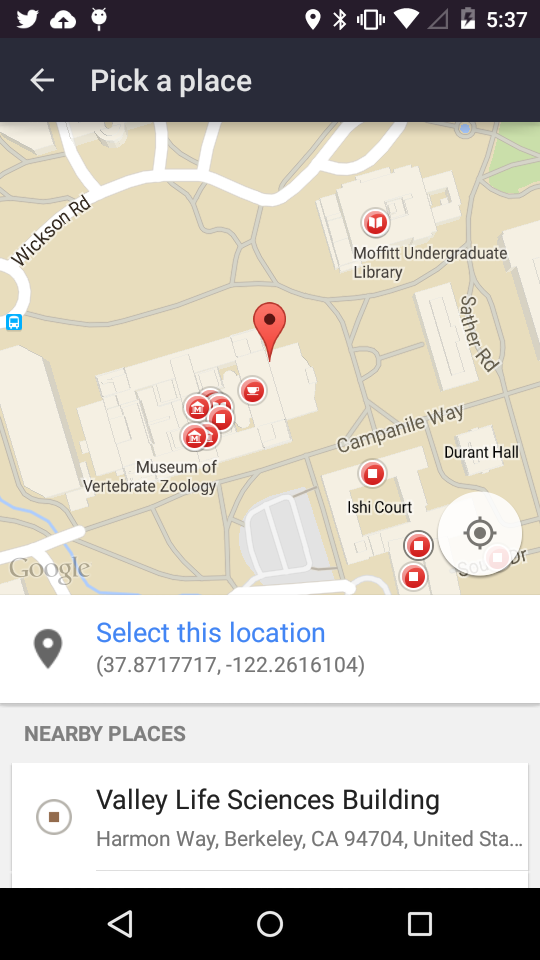 5:37
Pick a place
Wickson Rd
Moffitt Undergraduate
Library
Sather Rd
Campanile Way
Durant Hall
Museum of
Vertebrate Zoology
Ishi Court
Google
Select this location
(37.8717717, -122.2616104)
NEARBY PLACES
Valley Life Sciences Building
Harmon Way, Berkeley, CA 94704, United Sta...